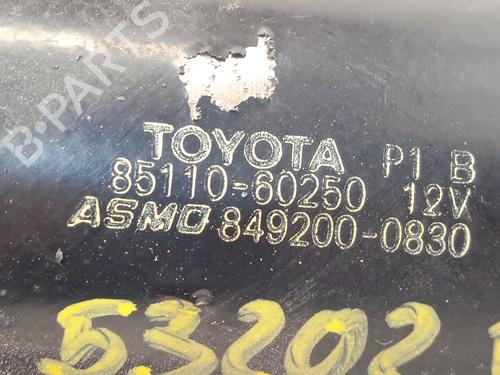 B-PARTS
TOYOTA P1 B
85110-60250 12V
ASMO 849200-0830
53202